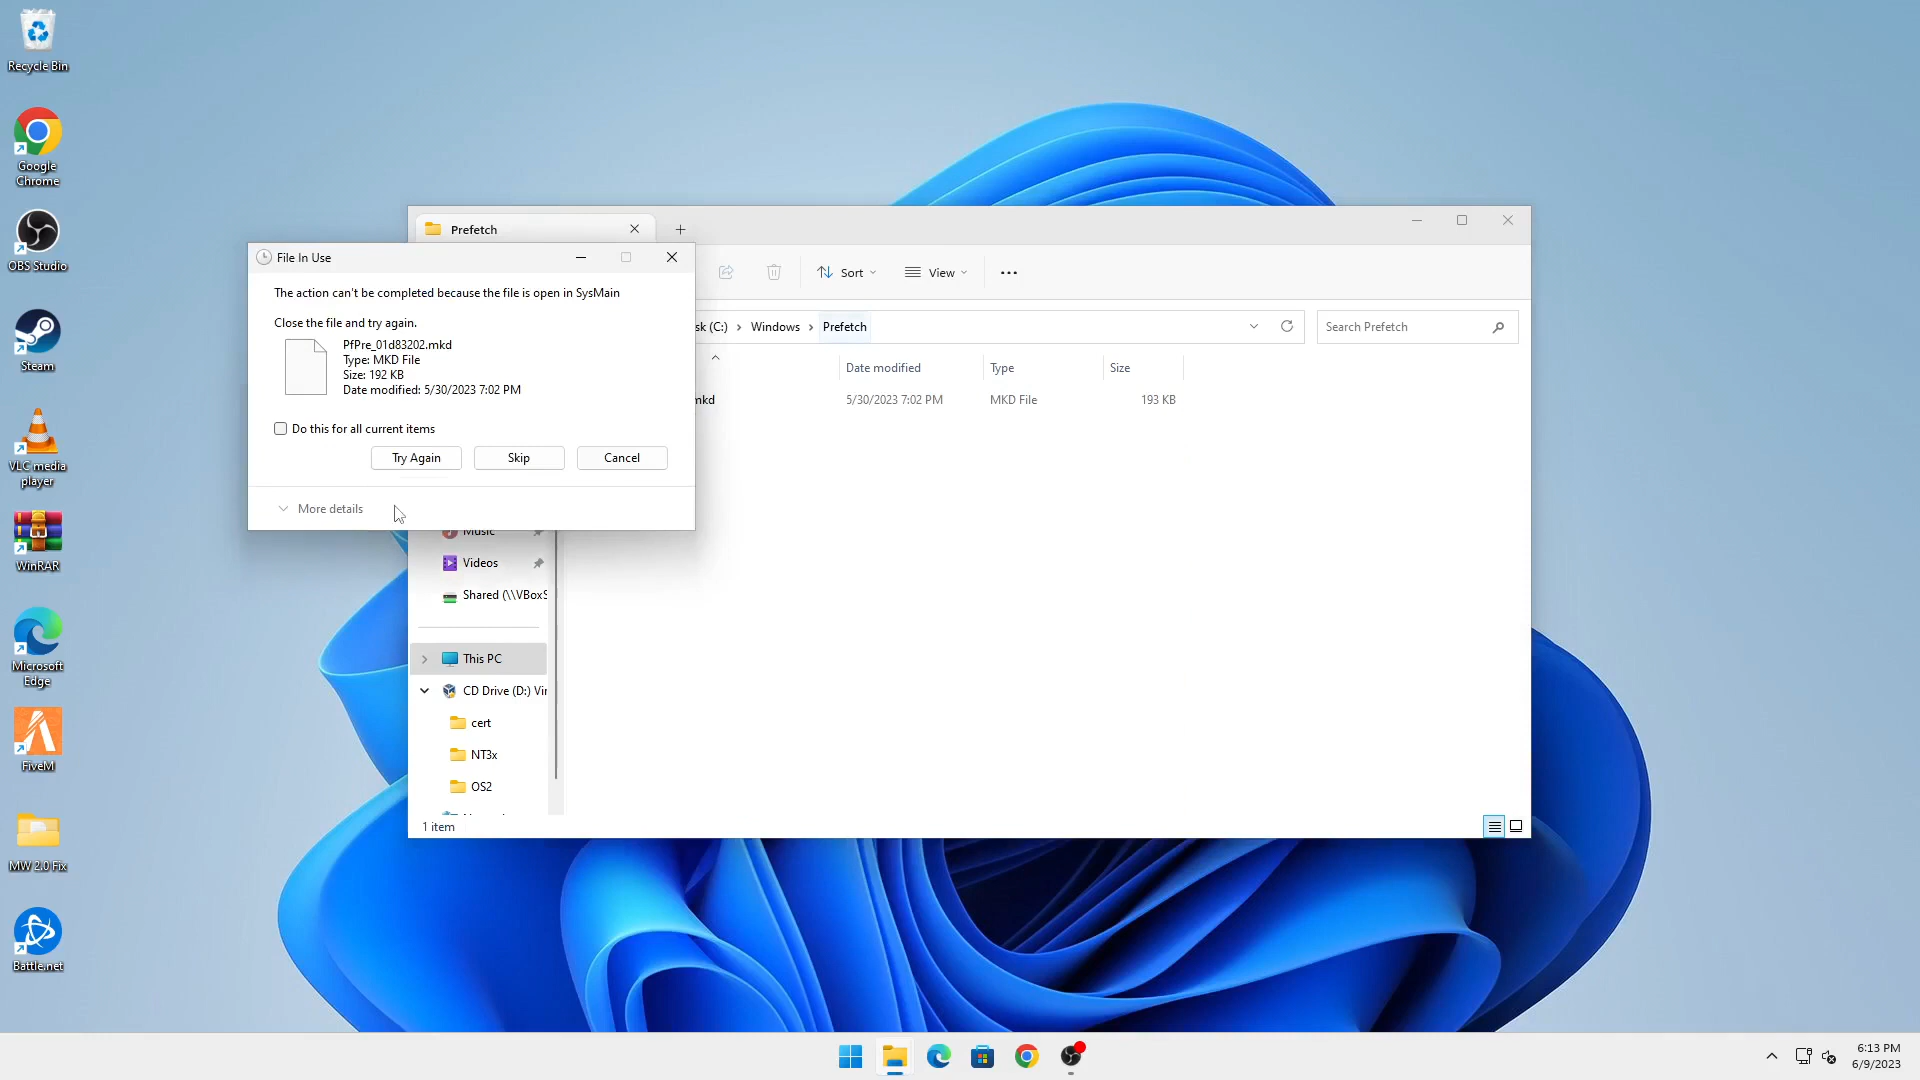 Recycle Bin
Google
Chrome
OBS Studio
Steam
VLC media
player
WinRAR
Microsoft
Edge
FiveM
MW 2.0 Fix
Battle.net
Prefetch
File In Use
The action can't be completed because the file is open in SysMain
Close the file and try again.
PfPre_01d83202.mkd
Type: MKD File
Size: 192 KB
Date modified: 5/30/2023 7:02 PM
Do this for all current items
Try Again
Skip
Cancel
More details
Sort
View
sk (C:) > Windows > Prefetch
Search Prefetch
Date modified
Type
Size
mkd
5/30/2023 7:02 PM
MKD File
193 KB
Music
Videos
Shared (\\VBoxS
This PC
CD Drive (D:) Vir
cert
NT3x
OS2
1 item
6:13 PM
6/9/2023